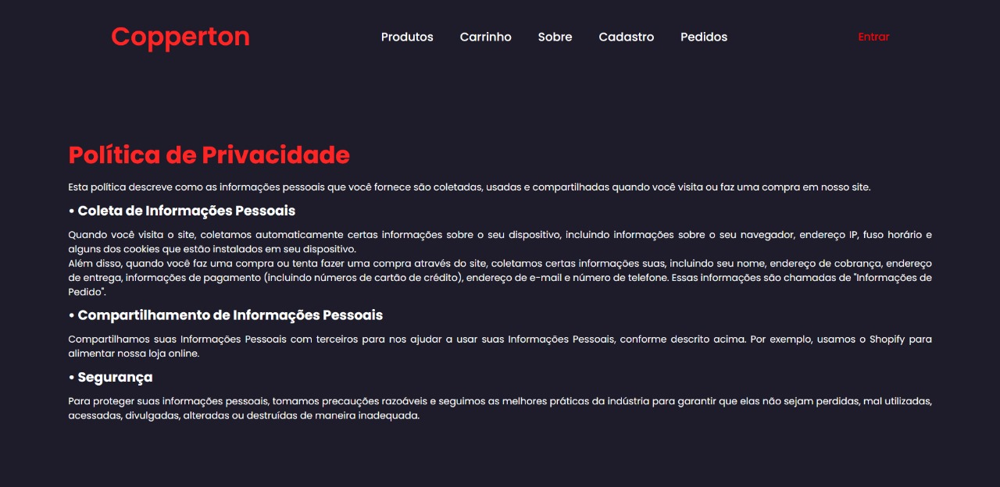 Copperton
Produtos Carrinho Sobre Cadastro Pedidos
Entrar
Política de Privacidade
Esta política descreve como as informações pessoais que você fornece são coletadas, usadas e compartilhadas quando você visita ou faz uma compra em nosso site.
• Coleta de Informações Pessoais
Quando você visita o site, coletamos automaticamente certas informações sobre o seu dispositivo, incluindo informações sobre o seu navegador, endereço IP, fuso horário e
alguns dos cookies que estão instalados em seu dispositivo.
Além disso, quando você faz uma compra ou tenta fazer uma compra através do site, coletamos certas informações suas, incluindo seu nome, endereço de cobrança, endereço
de entrega, informações de pagamento (incluindo números de cartão de crédito), endereço de e-mail e número de telefone. Essas informações são chamadas de "Informações de
Pedido".
• Compartilhamento de Informações Pessoais
Compartilhamos suas Informações Pessoais com terceiros para nos ajudar a usar suas Informações Pessoais, conforme descrito acima. Por exemplo, usamos o Shopify para
alimentar nossa loja online.
• Segurança
Para proteger suas informações pessoais, tomamos precauções razoáveis e seguimos as melhores práticas da indústria para garantir que elas não sejam perdidas, mal utilizadas,
acessadas, divulgadas, alteradas ou destruídas de maneira inadequada.